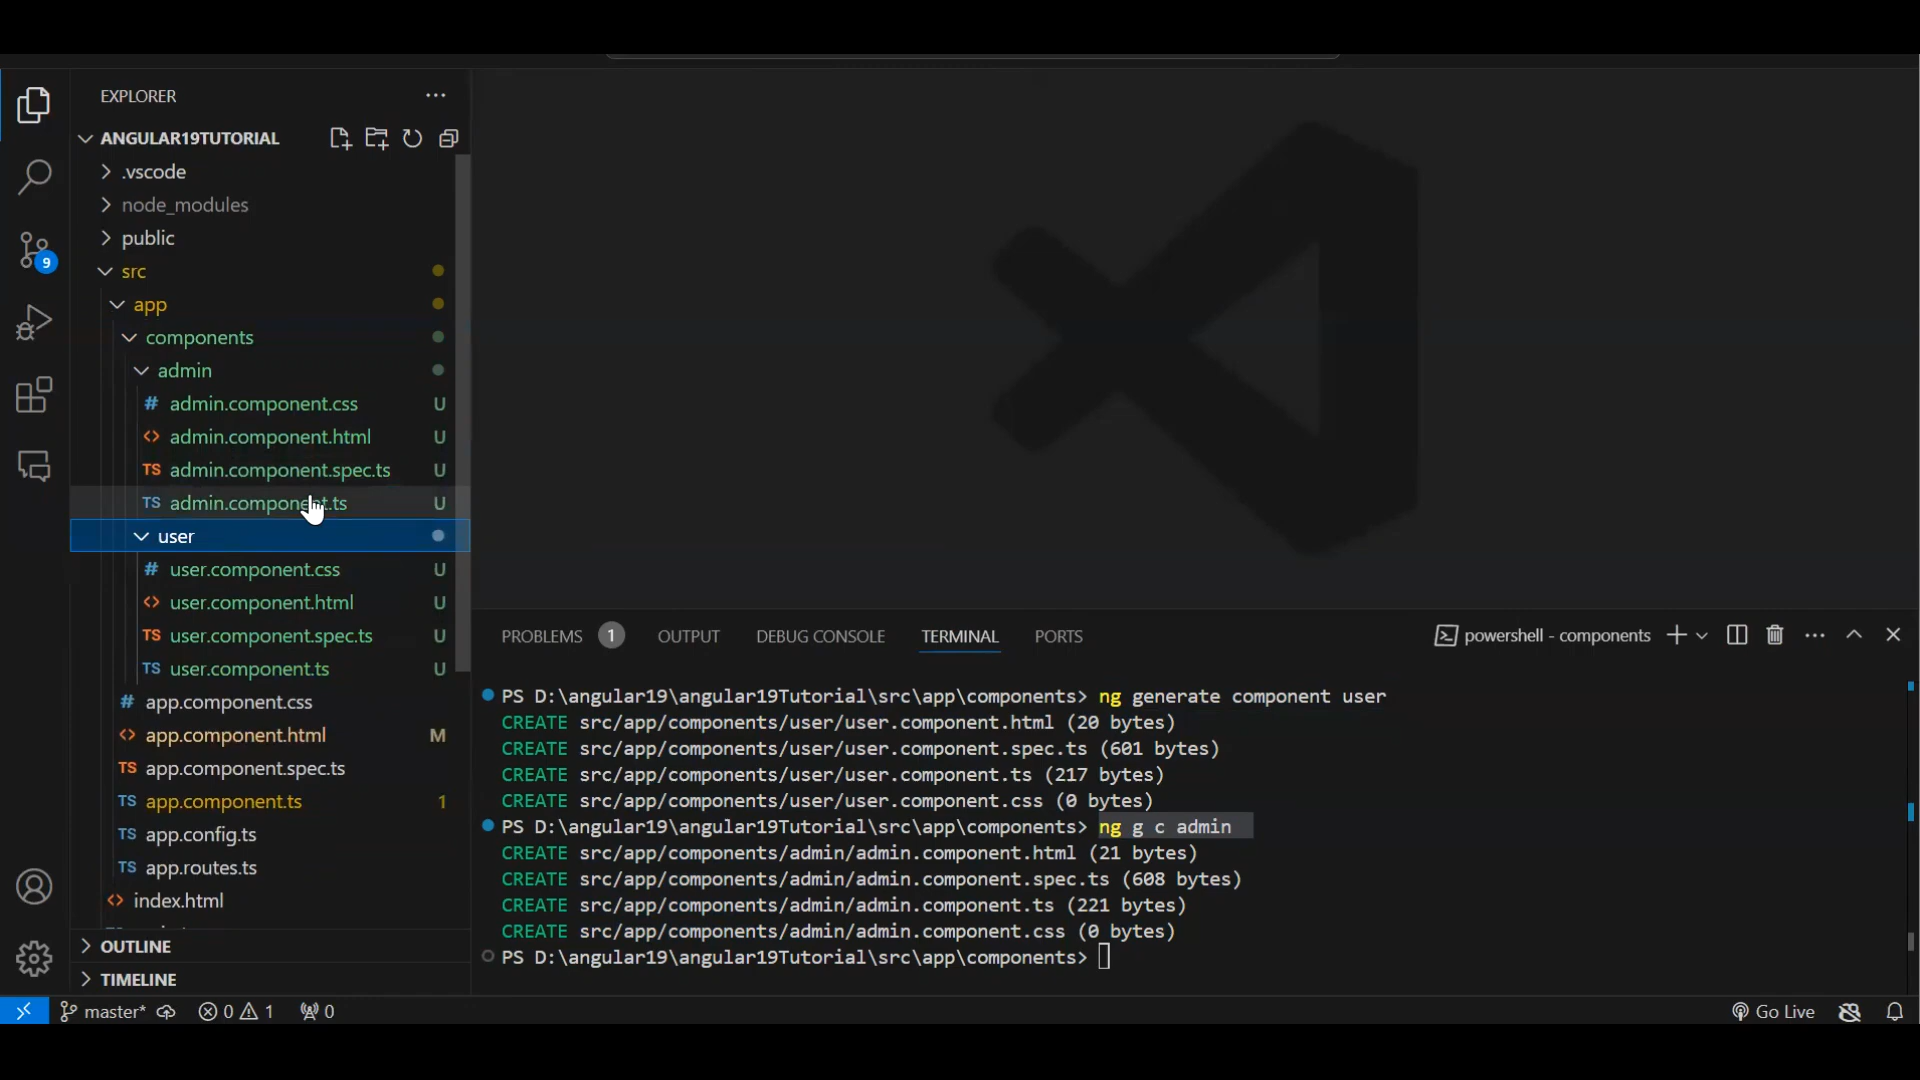 EXPLORER
ANGULAR19TUTORIAL
.vscode
node_modules
public
src
app
components
admin
# admin.component.css U
<> admin.component.html U
TS admin.component.spec.ts U
TS admin.component.ts U
user
# user.component.css U
<> user.component.html U
TS user.component.spec.ts U
TS user.component.ts U
# app.component.css
<> app.component.html M
TS app.component.spec.ts
TS app.component.ts 1
TS app.config.ts
TS app.routes.ts
<> index.html
OUTLINE
TIMELINE
9
PROBLEMS 1 OUTPUT DEBUG CONSOLE TERMINAL PORTS powershell - components
PS D:\angular19\angular19Tutorial\src\app\components> ng generate component user
CREATE src/app/components/user/user.component.html (20 bytes)
CREATE src/app/components/user/user.component.spec.ts (601 bytes)
CREATE src/app/components/user/user.component.ts (217 bytes)
CREATE src/app/components/user/user.component.css (0 bytes)
PS D:\angular19\angular19Tutorial\src\app\components> ng g c admin
CREATE src/app/components/admin/admin.component.html (21 bytes)
CREATE src/app/components/admin/admin.component.spec.ts (608 bytes)
CREATE src/app/components/admin/admin.component.ts (221 bytes)
CREATE src/app/components/admin/admin.component.css (0 bytes)
PS D:\angular19\angular19Tutorial\src\app\components>
master* 0 1 0 Go Live